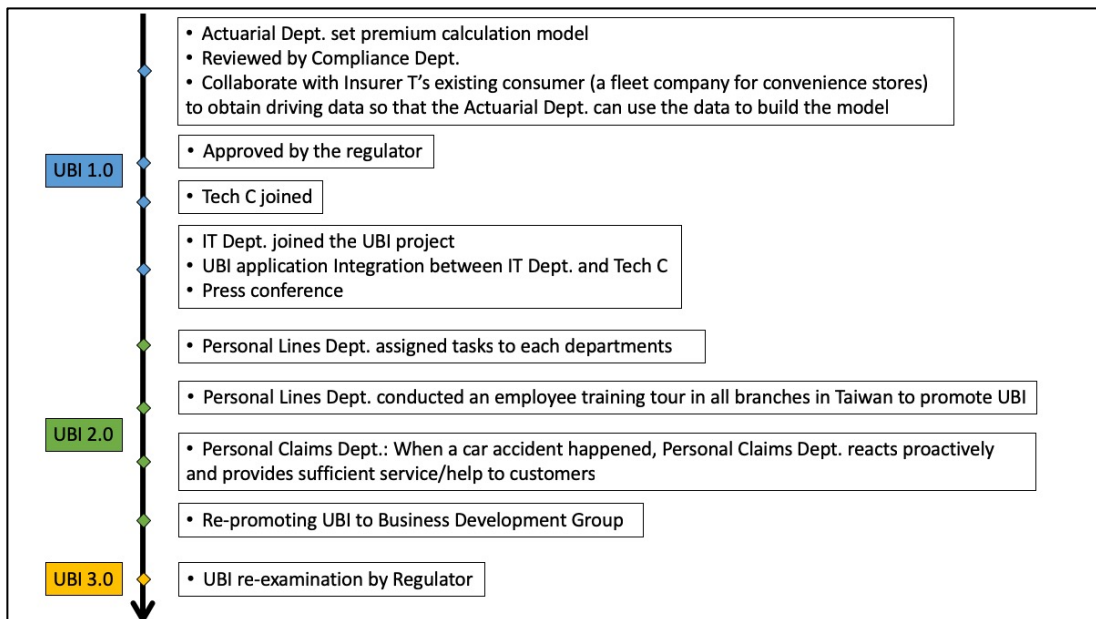 • Actuarial Dept. set premium calculation model
• Reviewed by Compliance Dept.
• Collaborate with Insurer T’s existing consumer (a fleet company for convenience stores)
to obtain driving data so that the Actuarial Dept. can use the data to build the model
• Approved by the regulator
UBI 1.0
• Tech C joined
• IT Dept. joined the UBI project
• UBI application Integration between IT Dept. and Tech C
• Press conference
• Personal Lines Dept. assigned tasks to each departments
• Personal Lines Dept. conducted an employee training tour in all branches in Taiwan to promote UBI
UBI 2.0
• Personal Claims Dept.: When a car accident happened, Personal Claims Dept. reacts proactively
and provides sufficient service/help to customers
• Re-promoting UBI to Business Development Group
UBI 3.0
• UBI re-examination by Regulator